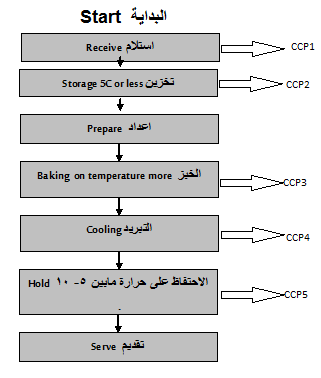 Start البداية
Receive استلام
CCP1
Storage 5C or less تخزين
CCP2
Prepare اعداد
Baking on temperature more الخبز
CCP3
Cooling التبريد
CCP4
Hold الاحتفاظ على حرارة مابين ٥- ١٠
.
CCP5
Serve تقديم